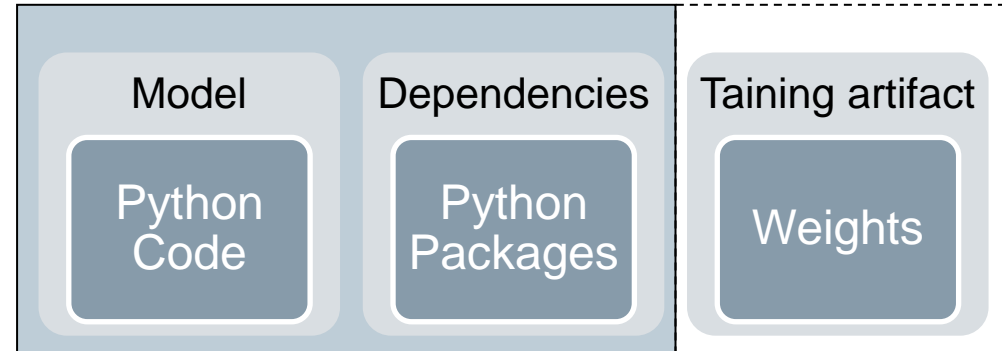 Model
Dependencies
Taining artifact
Python
Code
Python
Packages
Weights